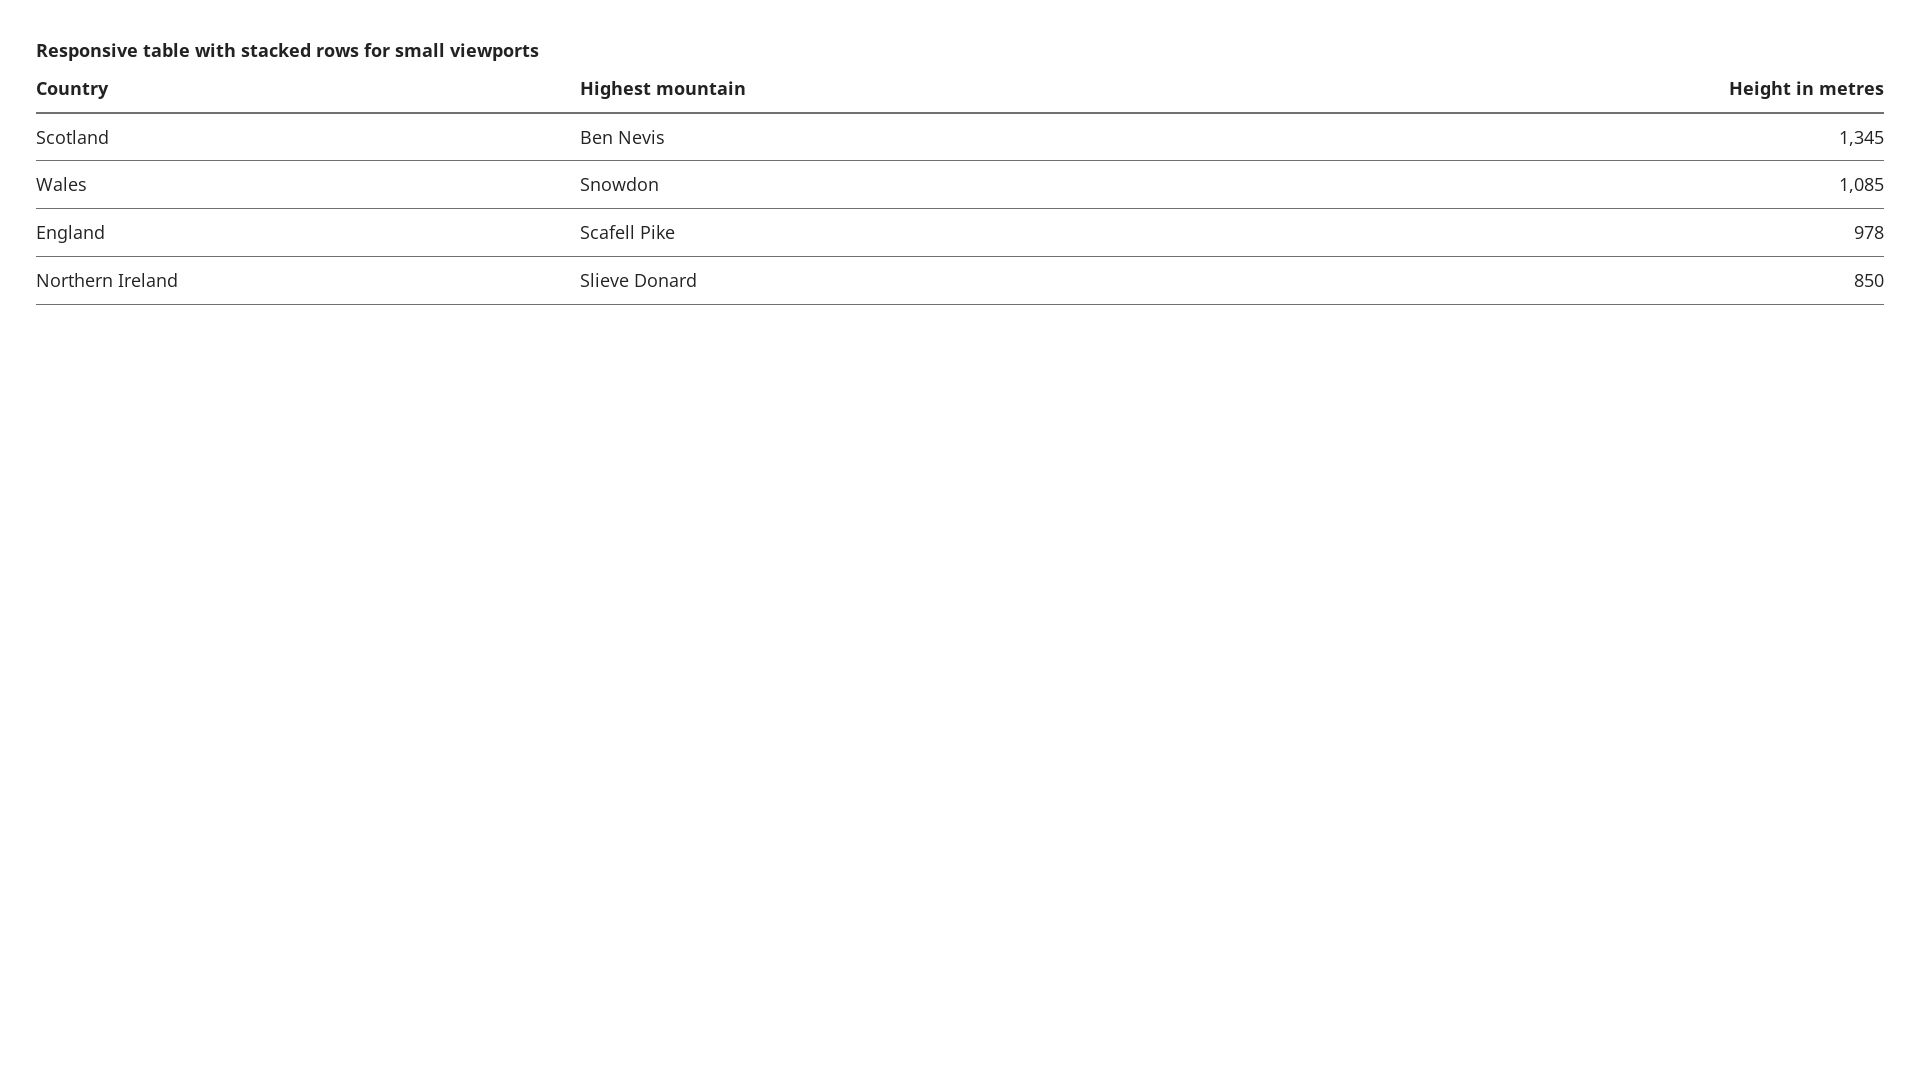 Responsive table with stacked rows for small viewports
Country Highest mountain Height in metres
Scotland Ben Nevis 1,345
Wales Snowdon 1,085
England Scafell Pike 978
Northern Ireland Slieve Donard 850